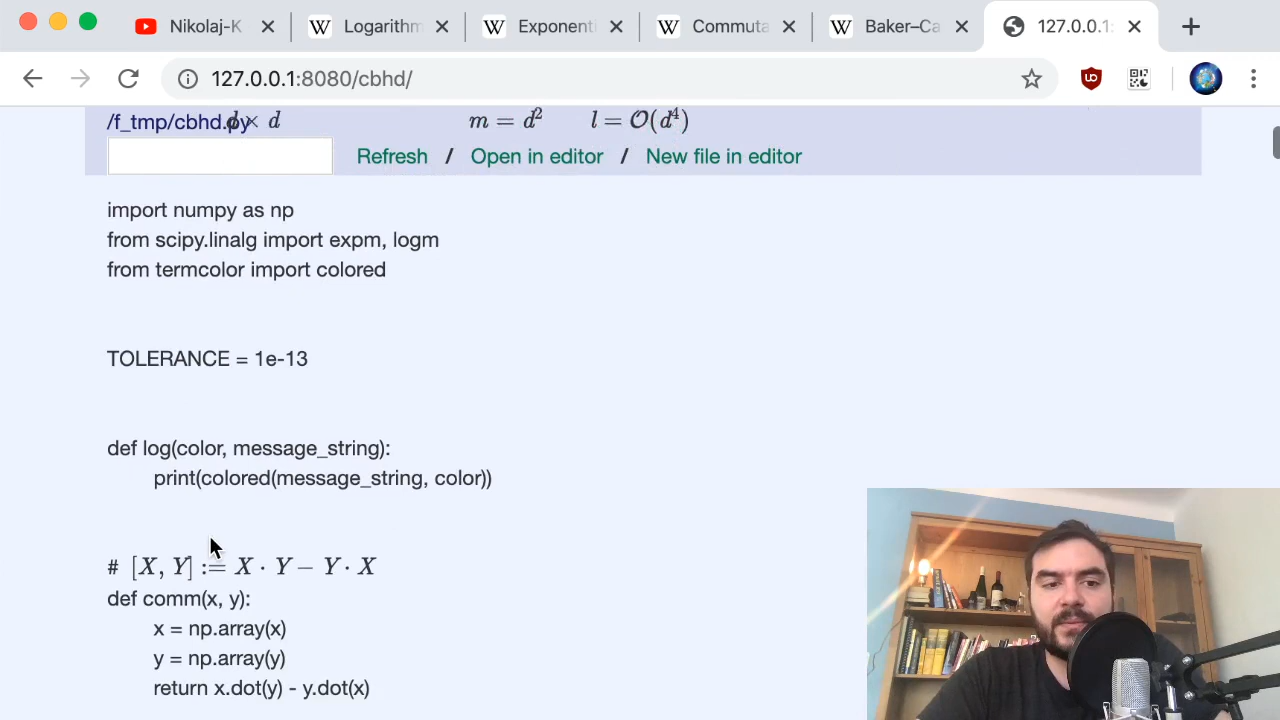 Nikolaj-K
Logarithm
Exponenti
Commuta
Baker–Ca
127.0.0.1:
127.0.0.1:8080/cbhd/
/f_tmp/cbhd.py d × d m = d² l = O(d⁴)
Refresh / Open in editor / New file in editor
import numpy as np
from scipy.linalg import expm, logm
from termcolor import colored
TOLERANCE = 1e-13
def log(color, message_string):
print(colored(message_string, color))
# [X, Y] := X · Y − Y · X
def comm(x, y):
x = np.array(x)
y = np.array(y)
return x.dot(y) - y.dot(x)